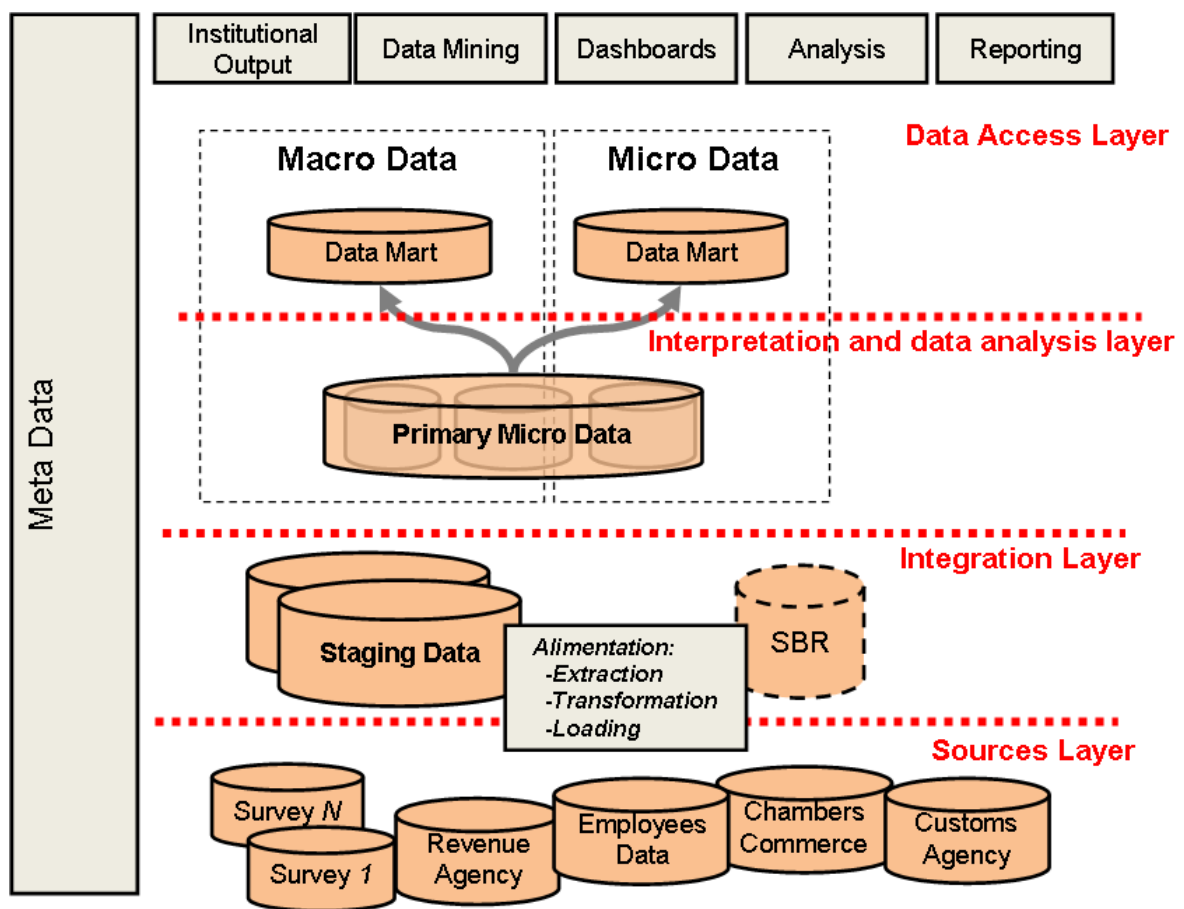 Institutional
Output
Data Mining
Dashboards
Analysis
Reporting
Meta Data
Data Access Layer
Macro Data
Micro Data
Data Mart
Data Mart
Interpretation and data analysis layer
Primary Micro Data
Integration Layer
Staging Data
Alimentation:
-Extraction
-Transformation
-Loading
SBR
Sources Layer
Survey N
Survey 1
Revenue
Agency
Employees
Data
Chambers
Commerce
Customs
Agency